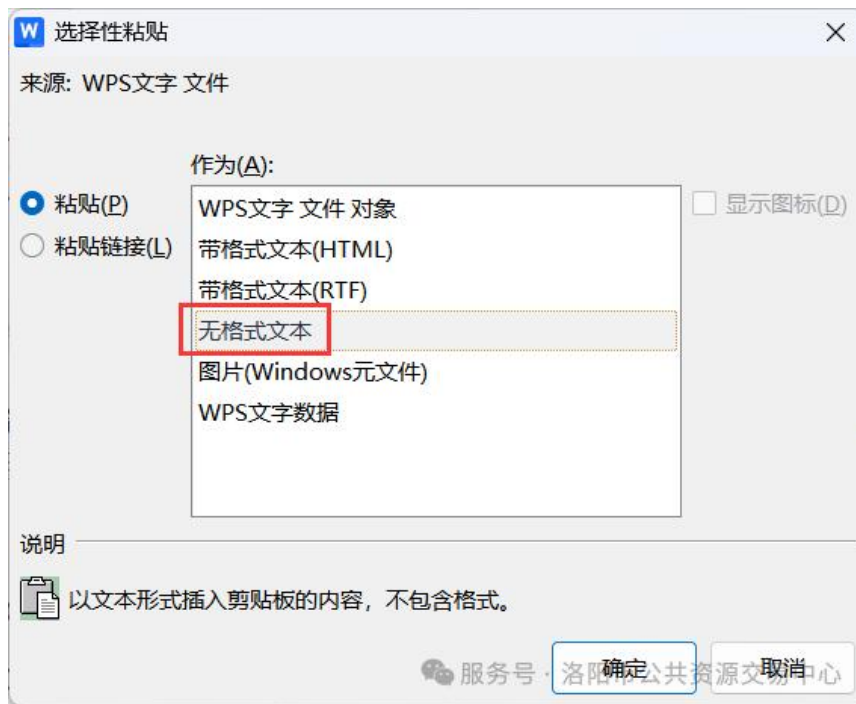 W 选择性粘贴
来源: WPS文字 文件
作为(A):
粘贴(P)
粘贴链接(L)
WPS文字 文件 对象
带格式文本(HTML)
带格式文本(RTF)
无格式文本
图片(Windows元文件)
WPS文字数据
显示图标(D)
说明
以文本形式插入剪贴板的内容，不包含格式。
确定
取消
服务号 · 洛阳市公共资源交易中心